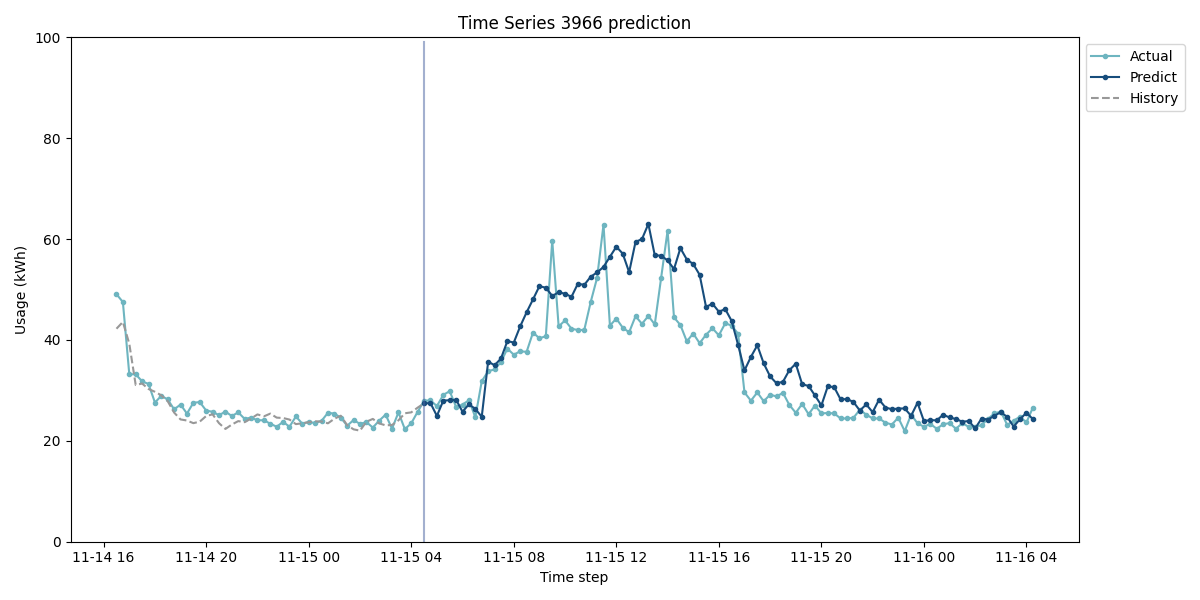 Time Series 3966 prediction
100
80
60
40
20
0
Usage (kWh)
11-14 16
11-14 20
11-15 00
11-15 04
11-15 08
11-15 12
11-15 16
11-15 20
11-16 00
11-16 04
Time step
Actual
Predict
History